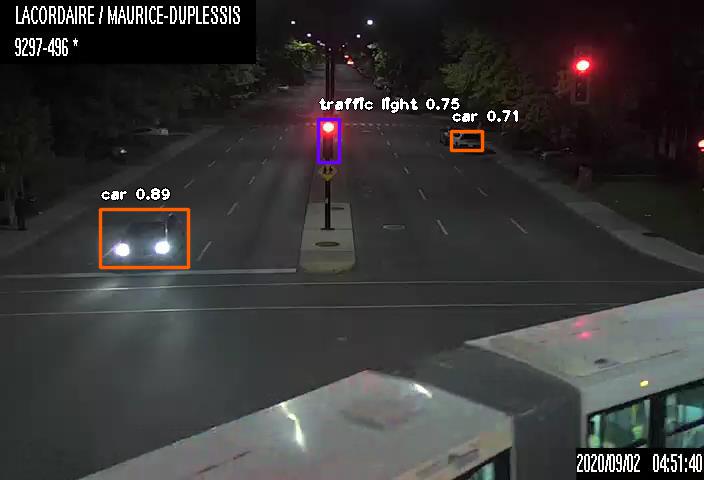 LACORDAIRE / MAURICE-DUPLESSIS
9297-496 *
traffic light 0.75
car 0.71
car 0.89
2020/09/02 04:51:40